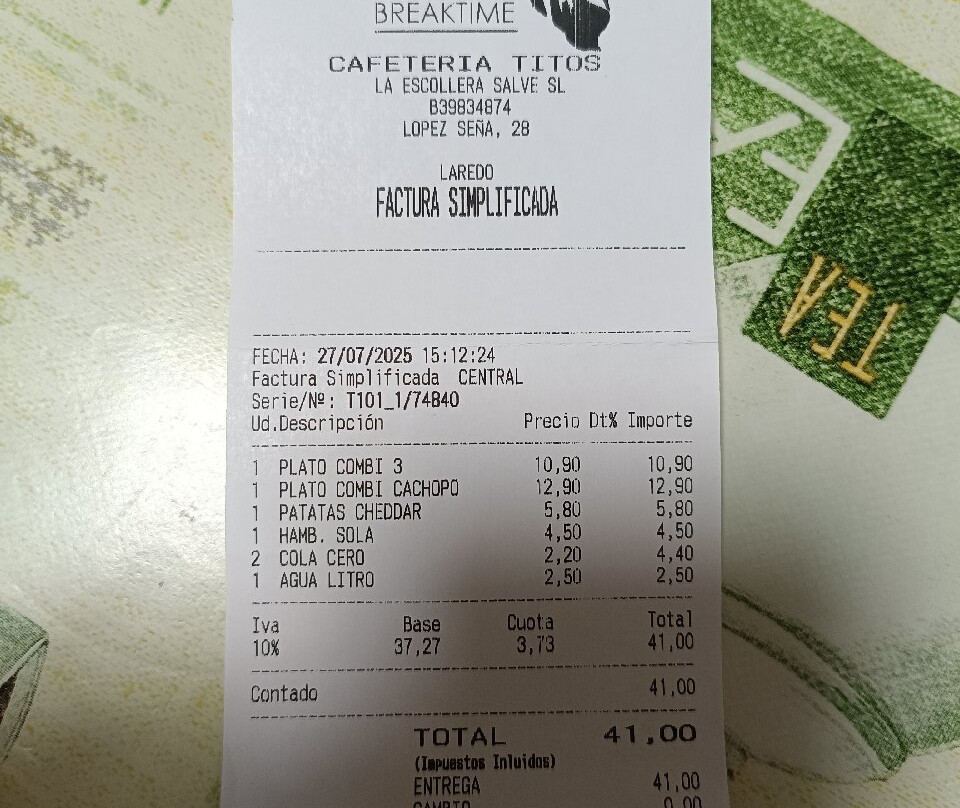 BREAKTIME
CAFETERIA TITOS
LA ESCOLLERA SALVE SL
B39834874
LOPEZ SEÑA, 28
LAREDO
FACTURA SIMPLIFICADA
FECHA: 27/07/2025 15:12:24
Factura Simplificada CENTRAL
Serie/Nº: T101_1/74840
Ud.Descripción Precio Dt% Importe
1 PLATO COMBI 3 10,90 10,90
1 PLATO COMBI CACHOPO 12,90 12,90
1 PATATAS CHEDDAR 5,80 5,80
1 HAMB. SOLA 4,50 4,50
2 COLA CERO 2,20 4,40
1 AGUA LITRO 2,50 2,50
Iva Base Cuota Total
10% 37,27 3,73 41,00
Contado 41,00
TOTAL 41,00
(Impuestos Inluidos)
ENTREGA 41,00
CAMBIO 0,00
TEA